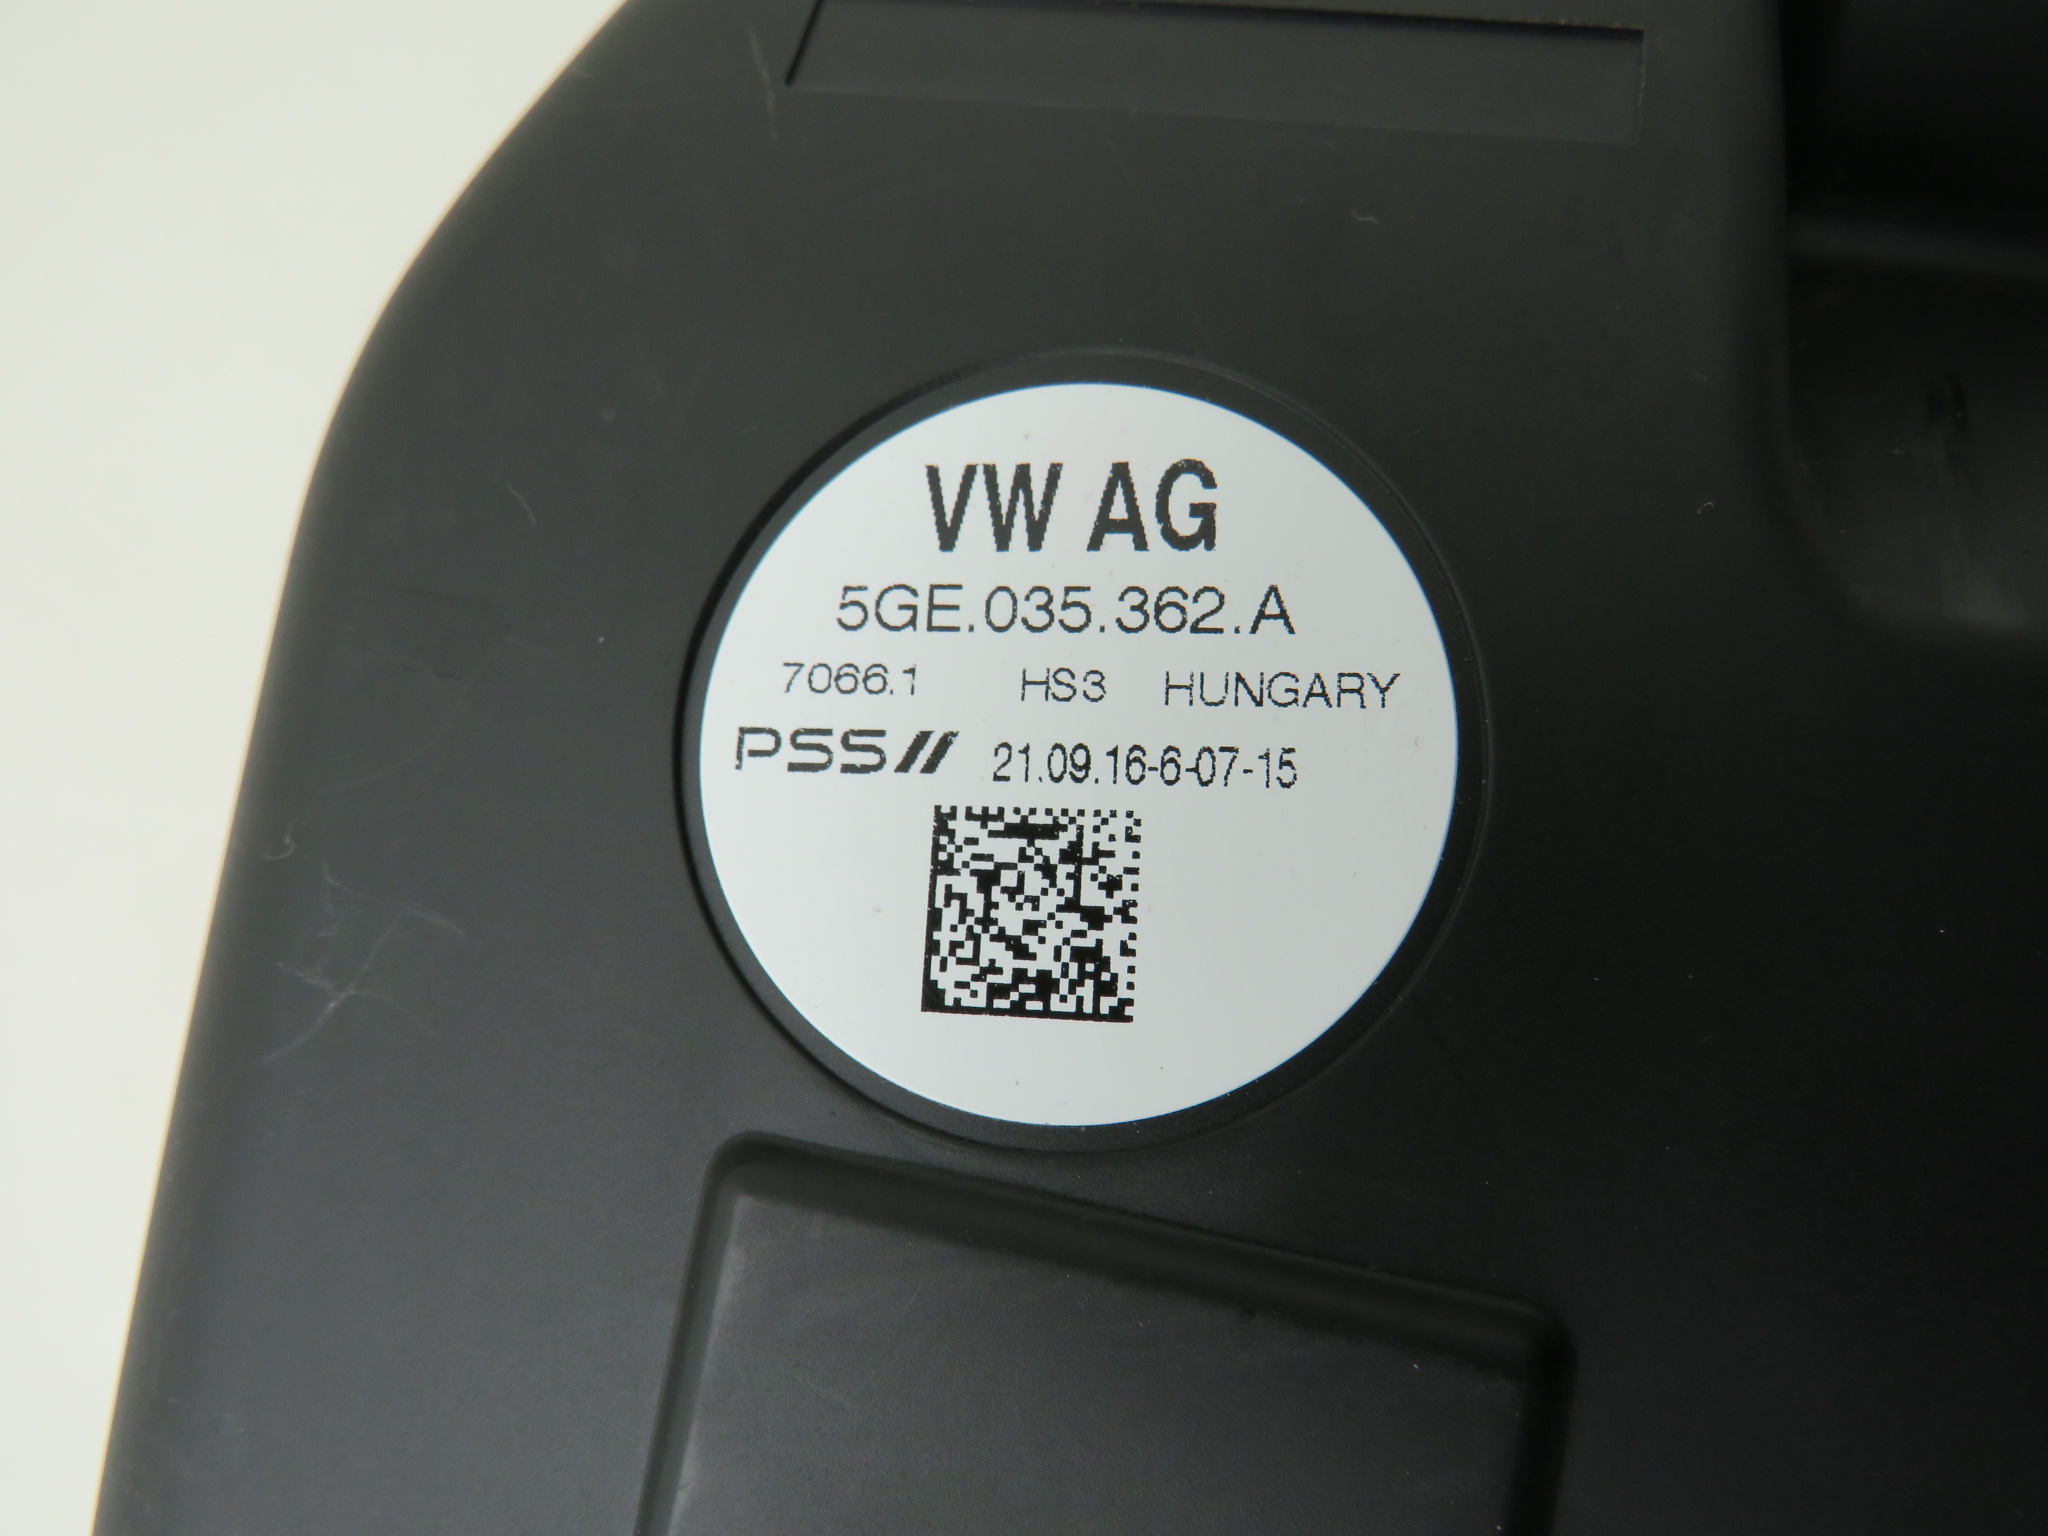 VW AG
5GE.035.362.A
7066.1 HS3 HUNGARY
PSS 21.09.16-6-07-15